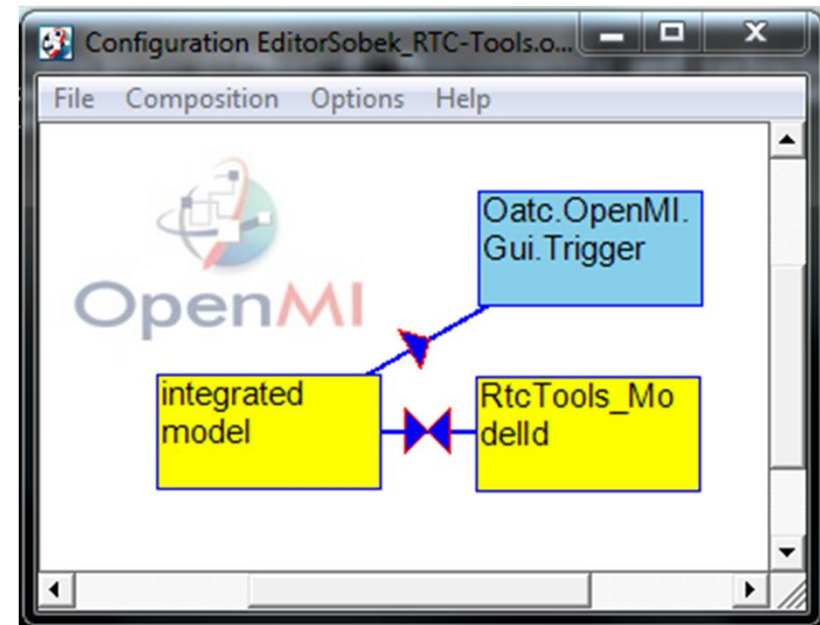 Configuration EditorSobek_RTC-Tools.o...
File Composition Options Help
OpenMI
Oatc.OpenMI.
Gui.Trigger
integrated
model
RtcTools_Mo
delId